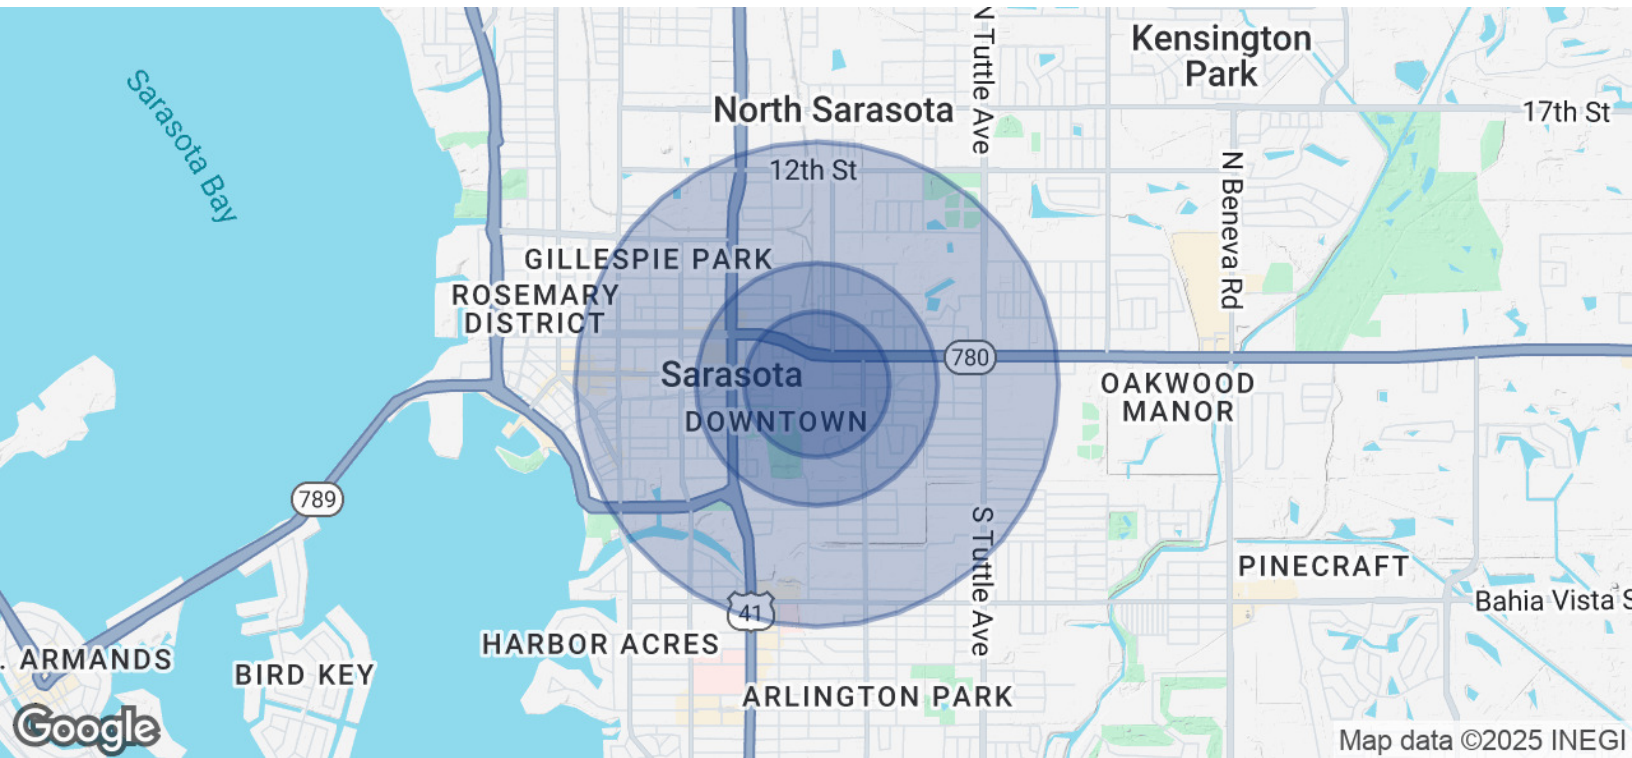 Kensington
Park
N Tuttle Ave
Sarasota Bay
North Sarasota
17th St
12th St
N Beneva Rd
GILLESPIE PARK
ROSEMARY
DISTRICT
780
Sarasota
OAKWOOD
MANOR
DOWNTOWN
789
S Tuttle Ave
PINECRAFT
Bahia Vista S
41
HARBOR ACRES
. ARMANDS
BIRD KEY
ARLINGTON PARK
Google
Map data ©2025 INEGI